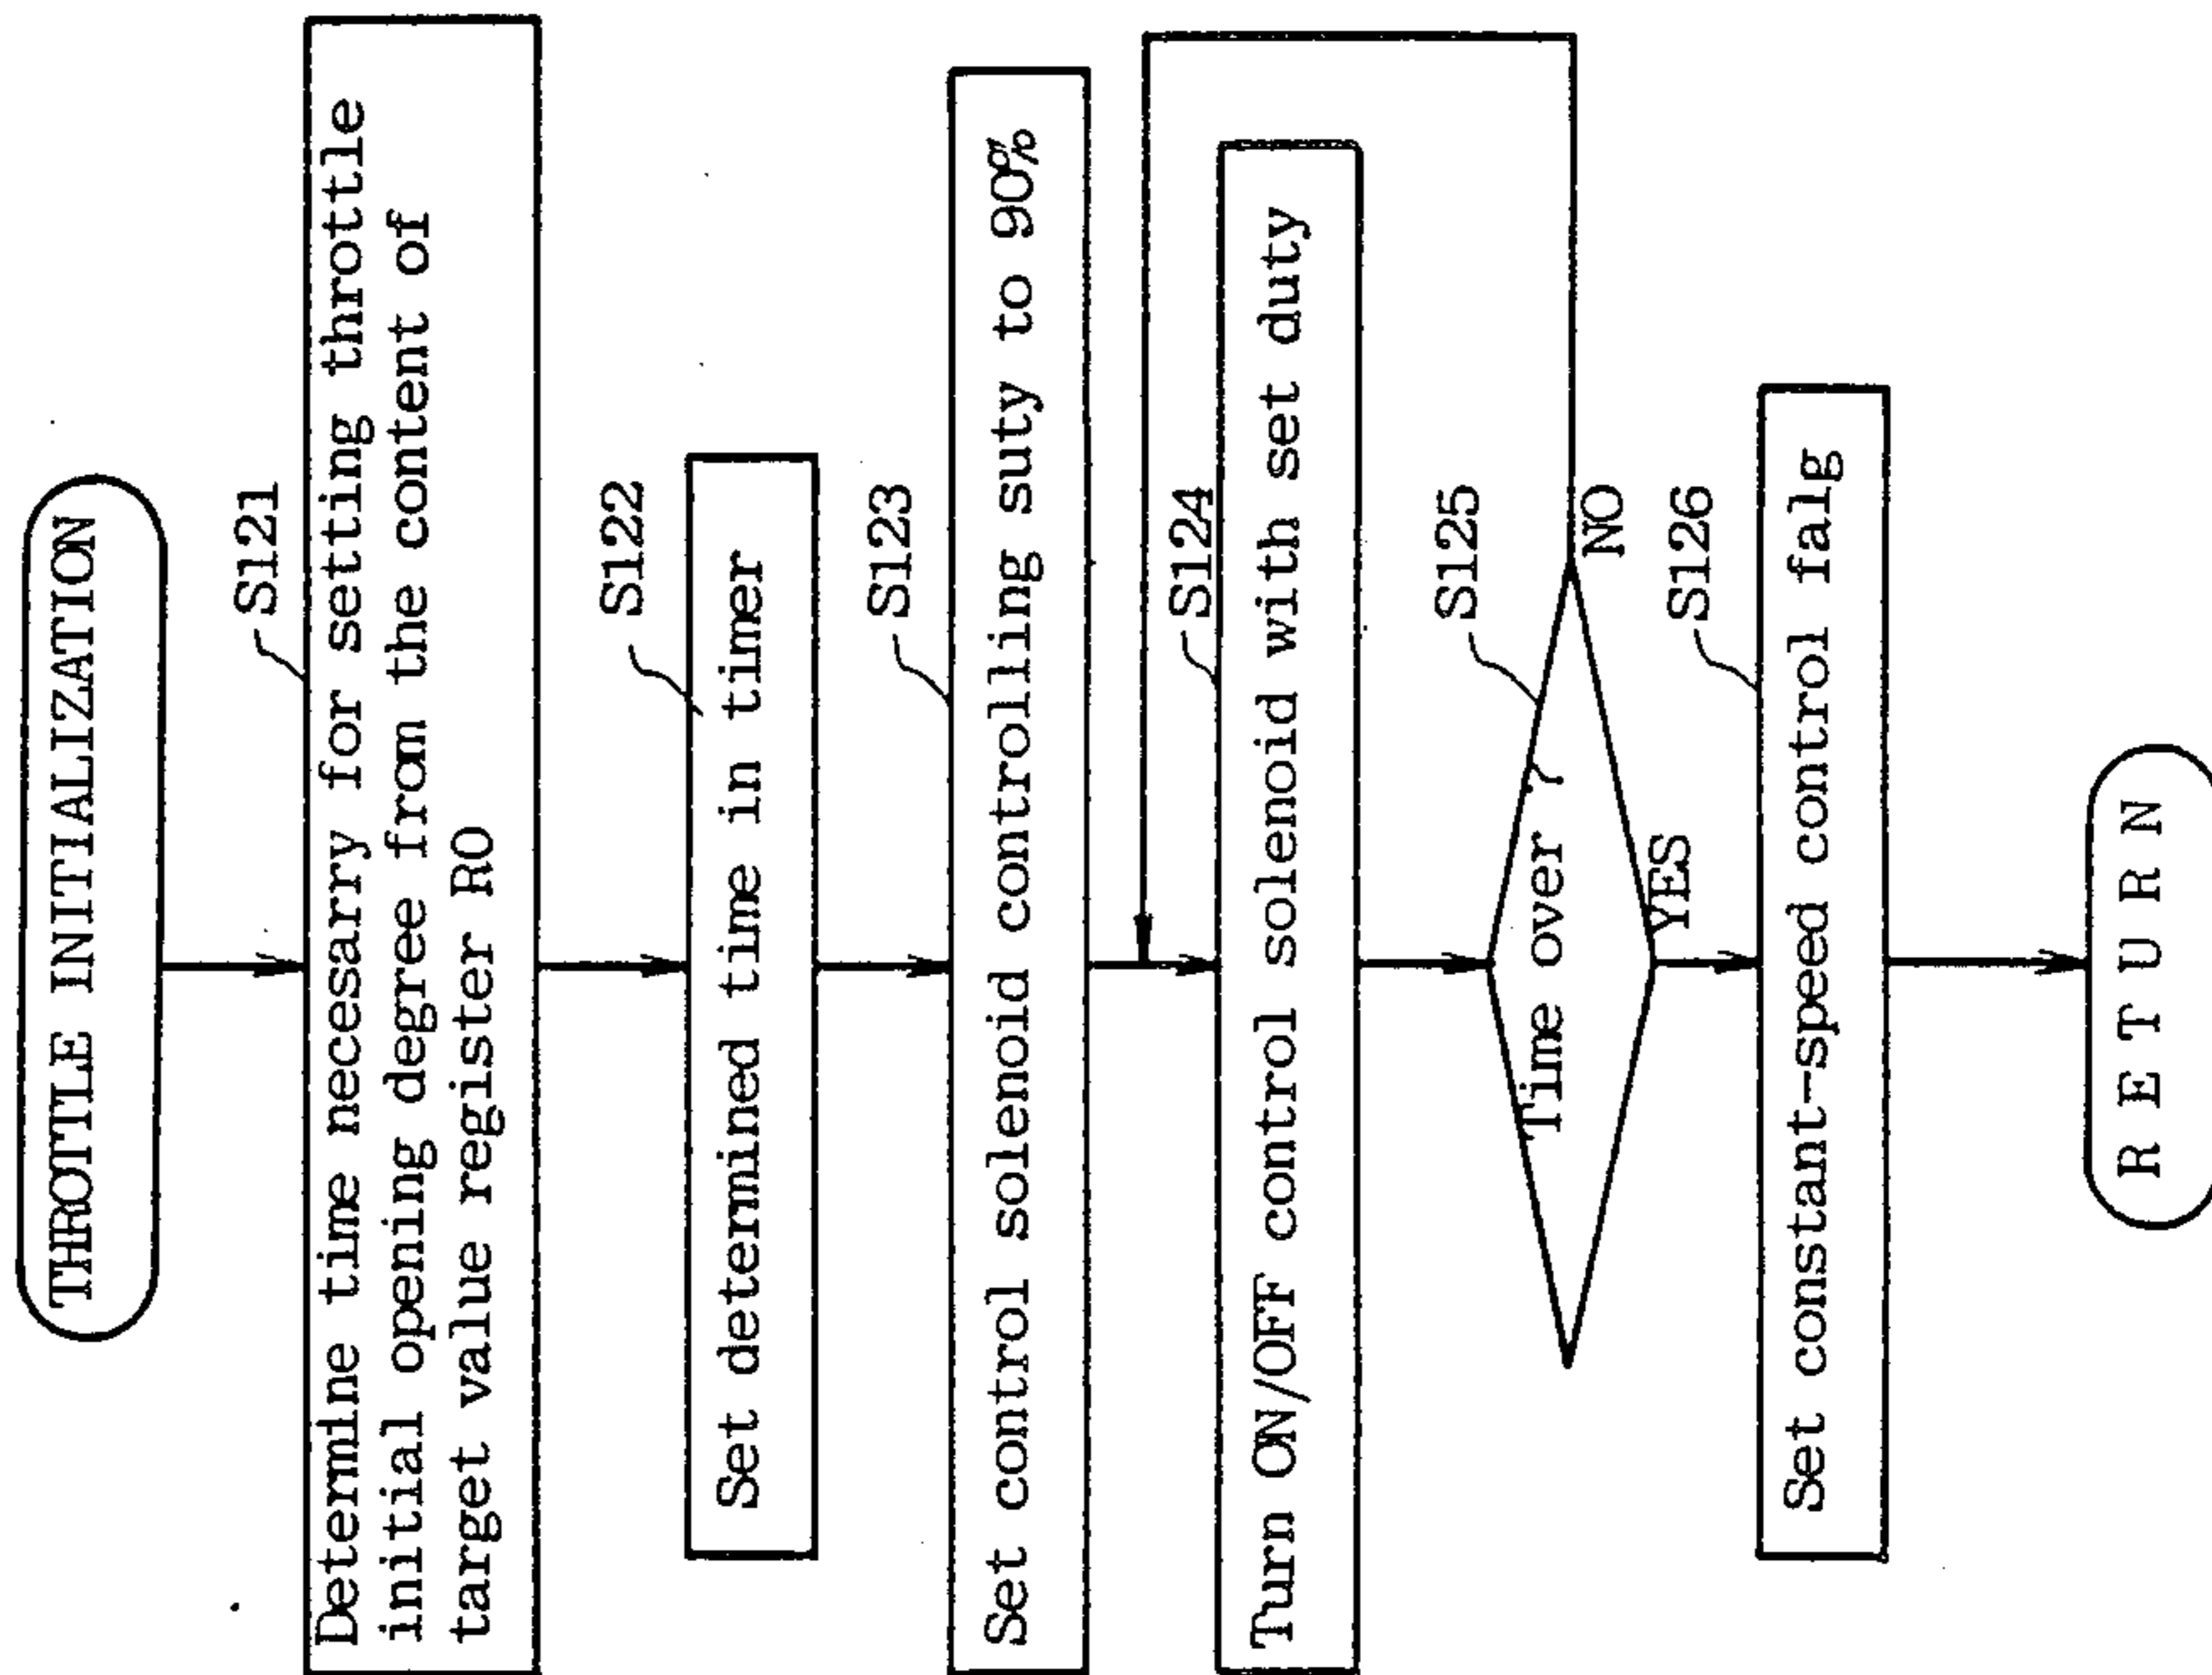 THROTTLE INITIALIZATION
S121
Determine time necessary for setting throttle
initial opening degree from the content of
target value register R0
S122
Set determined time in timer
S123
Set control solenoid controlling suty to 90%
S124
Turn ON/OFF control solenoid with set duty
S125
Time over ?
NO
YES
S126
Set constant-speed control falg
R E T U R N